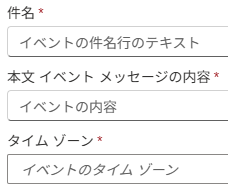 件名 *
イベントの件名行のテキスト
本文 イベント メッセージの内容 *
イベントの内容
タイム ゾーン *
イベントのタイム ゾーン